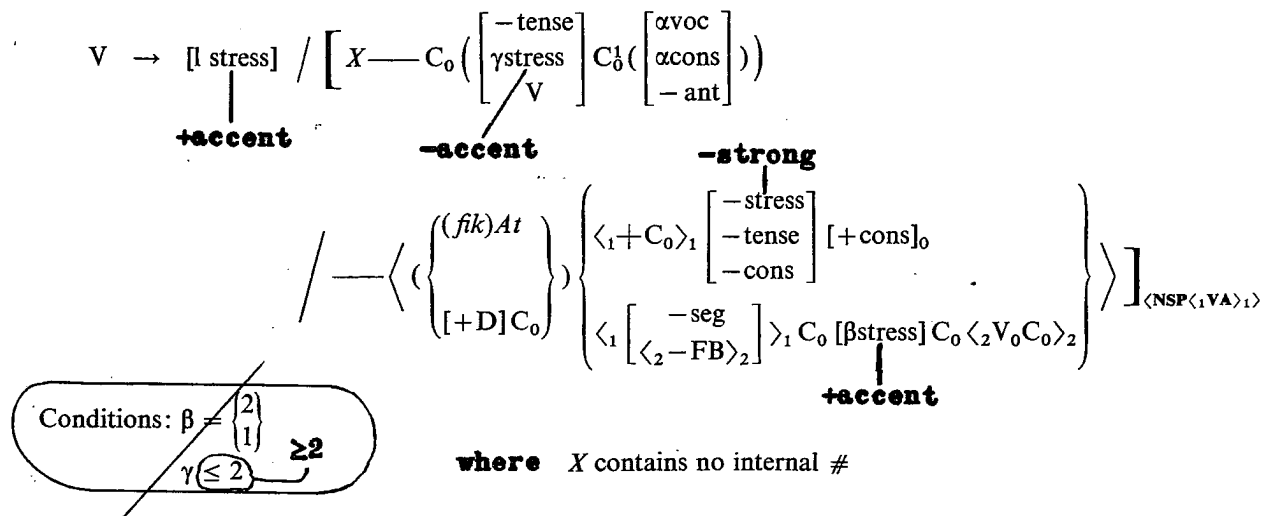 V → [1 stress] / [ X — C₀ ( [ −tense γstress V ] C₀¹ ( [ αvoc αcons − ant ] ) )
+accent −accent −strong
/ — ⟨ ( { (fik)At [+D] C₀ } ) { ⟨₁+C₀⟩₁ [ −stress −tense −cons ] [+cons]₀
⟨₁ [ −seg ⟨₂−FB⟩₂ ] ⟩₁ C₀ [βstress] C₀ ⟨₂V₀C₀⟩₂ } ⟩ ]⟨NSP⟨₁VA⟩₁⟩
+accent
Conditions: β = {2 1}
γ ≤ 2 ≥2
where X contains no internal #